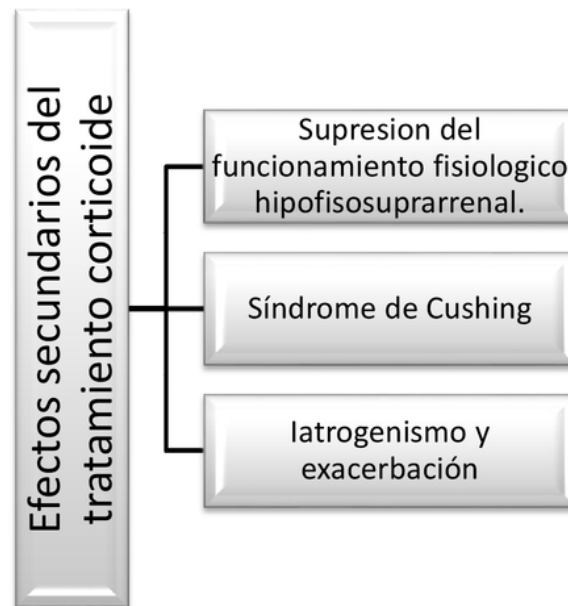 Efectos secundarios del
tratamiento corticoide
Supresion del
funcionamiento fisiologico
hipofisosuprarrenal.
Síndrome de Cushing
Iatrogenismo y
exacerbación